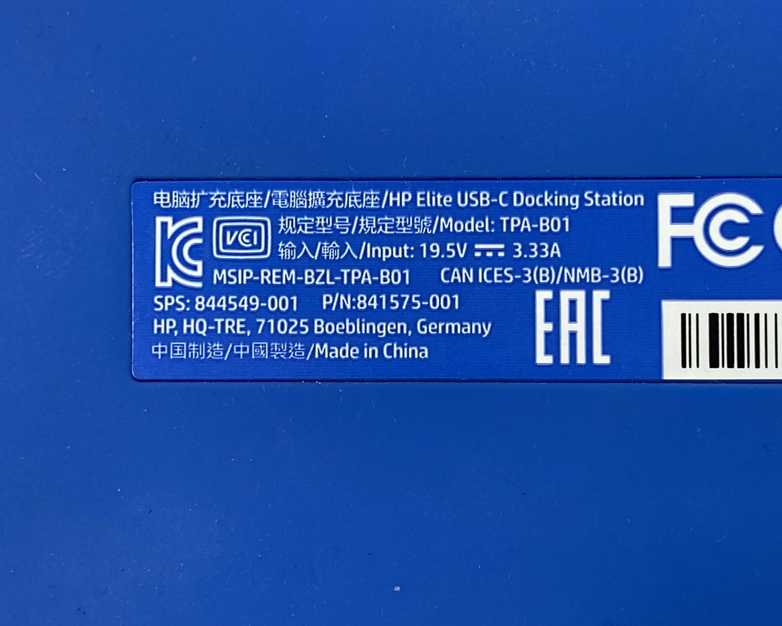 电脑扩充底座/電腦擴充底座/HP Elite USB-C Docking Station
规定型号/規定型號/Model: TPA-B01
VCI
输入/輸入/Input: 19.5V ⎓ 3.33A
MSIP-REM-BZL-TPA-B01 CAN ICES-3(B)/NMB-3(B)
SPS: 844549-001 P/N:841575-001
HP, HQ-TRE, 71025 Boeblingen, Germany
中国制造/中國製造/Made in China
EAC
FC